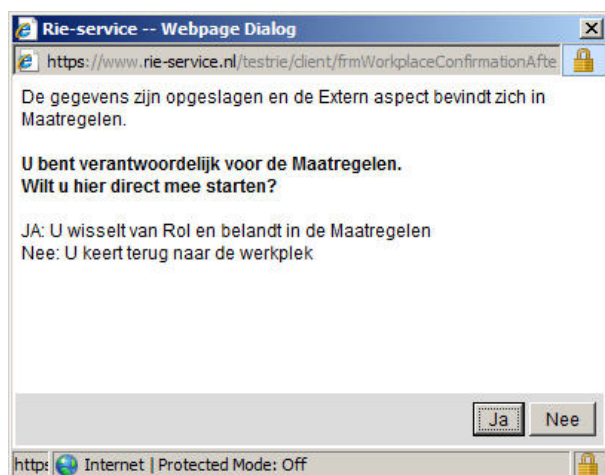 Rie-service -- Webpage Dialog
https://www.rie-service.nl/testrie/client/frmWorkplaceConfirmationAfte
De gegevens zijn opgeslagen en de Extern aspect bevindt zich in
Maatregelen.
U bent verantwoordelijk voor de Maatregelen.
Wilt u hier direct mee starten?
JA: U wisselt van Rol en belandt in de Maatregelen
Nee: U keert terug naar de werkplek
Ja Nee
https Internet | Protected Mode: Off